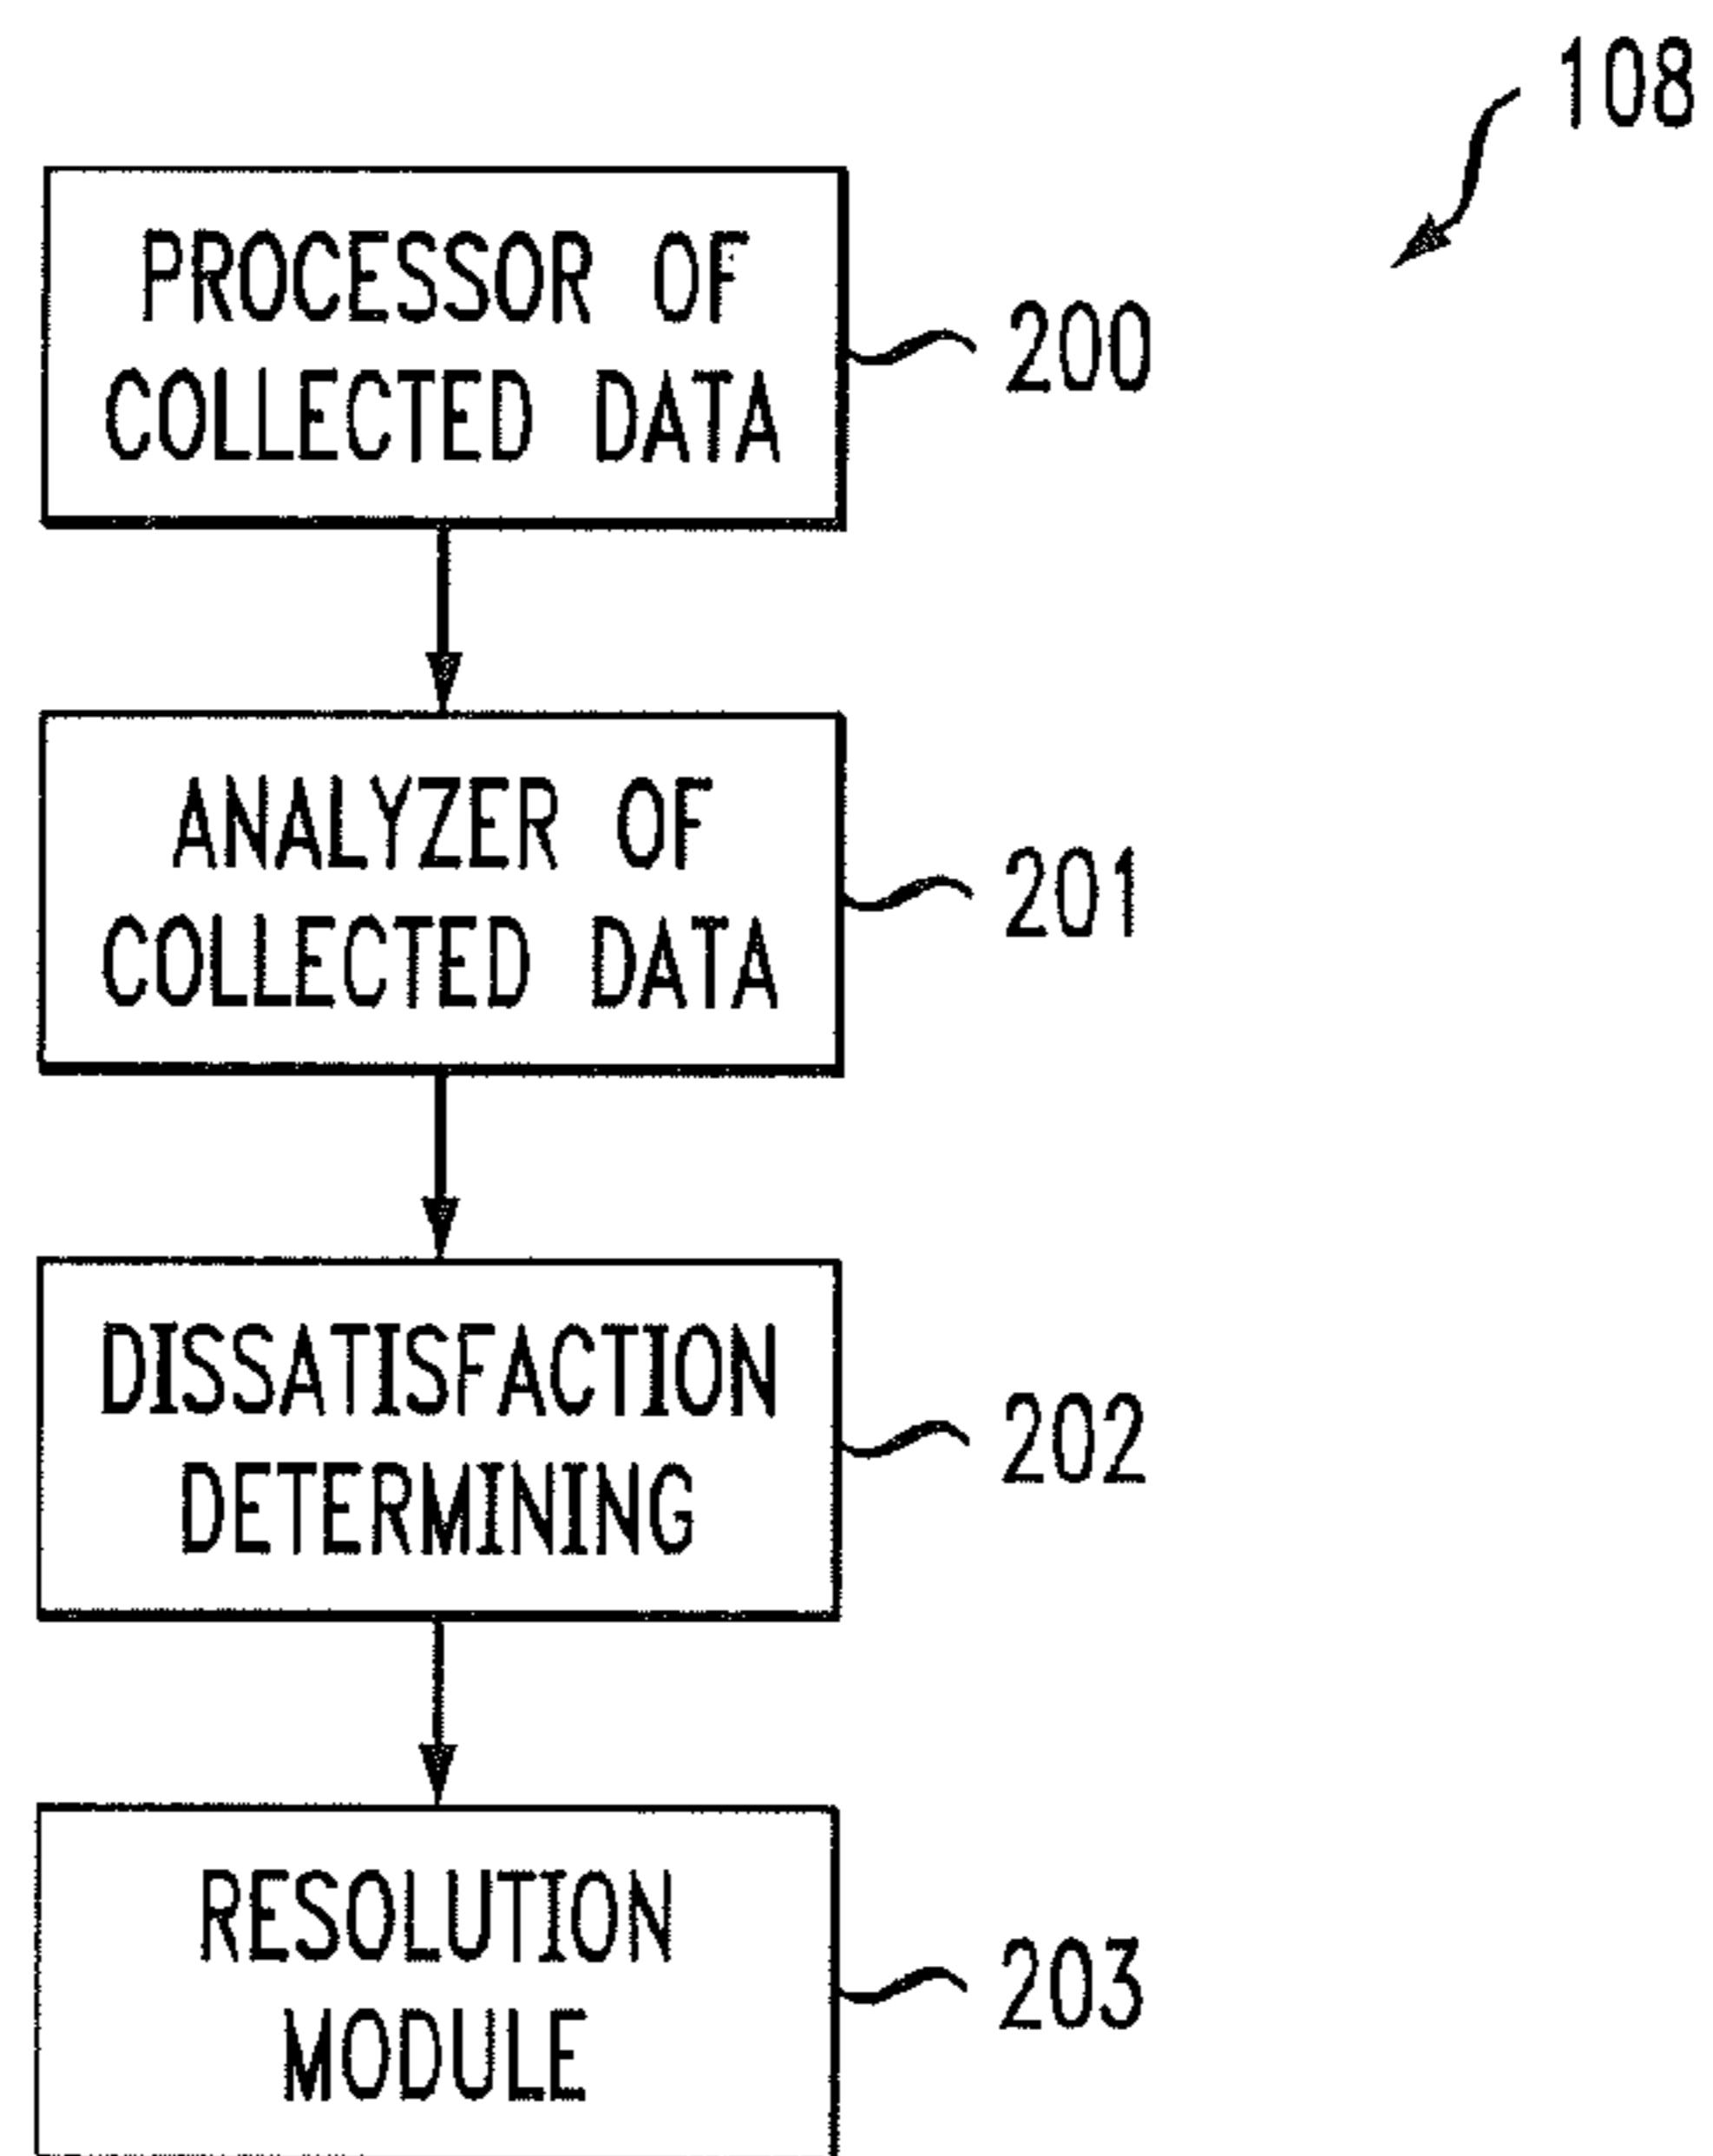 108
PROCESSOR OF
COLLECTED DATA
200
ANALYZER OF
COLLECTED DATA
201
DISSATISFACTION
DETERMINING
202
RESOLUTION
MODULE
203